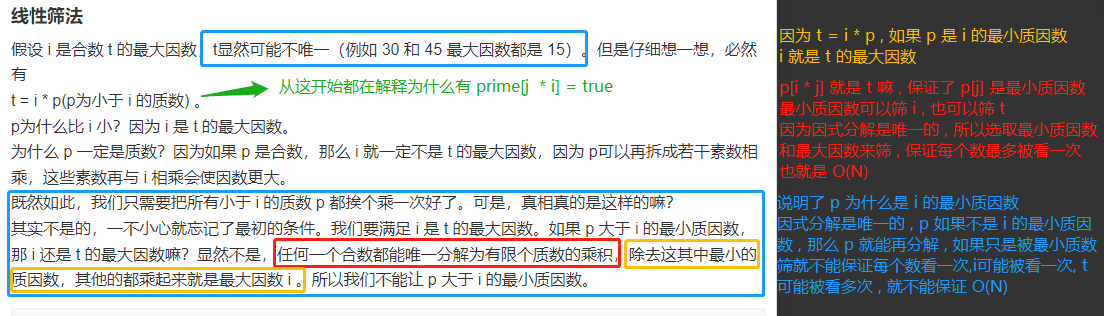 线性筛法
假设 i 是合数 t 的最大因数，t显然可能不唯一（例如 30 和 45 最大因数都是 15）。但是仔细想一想，必然
有
t = i * p(p为小于 i 的质数) 。
从这开始都在解释为什么有 prime[j * i] = true
p为什么比 i 小？因为 i 是 t 的最大因数。
为什么 p 一定是质数？因为如果 p 是合数，那么 i 就一定不是 t 的最大因数，因为 p可以再拆成若干素数相
乘，这些素数再与 i 相乘会使因数更大。
既然如此，我们只需要把所有小于 i 的质数 p 都挨个乘一次好了。可是，真相真的是这样的嘛？
其实不是的，一不小心就忘记了最初的条件。我们要满足 i 是 t 的最大因数。如果 p 大于 i 的最小质因数，
那 i 还是 t 的最大因数嘛？显然不是，任何一个合数都能唯一分解为有限个质数的乘积，除去这其中最小的
质因数，其他的都乘起来就是最大因数 i 。所以我们不能让 p 大于 i 的最小质因数。
因为 t = i * p , 如果 p 是 i 的最小质因数
i 就是 t 的最大因数
p[i * j] 就是 t 嘛 , 保证了 p[j] 是最小质因数
最小质因数可以筛 i , 也可以筛 t
因为因式分解是唯一的 , 所以选取最小质因数
和最大因数来筛 , 保证每个数最多被看一次
也就是 O(N)
说明了 p 为什么是 i 的最小质因数
因式分解是唯一的 , p 如果不是 i 的最小质因
数 , 那么 p 就能再分解 , 如果只是被最小质数
筛就不能保证每个数看一次,i可能被看一次, t
可能被看多次 , 就不能保证 O(N)